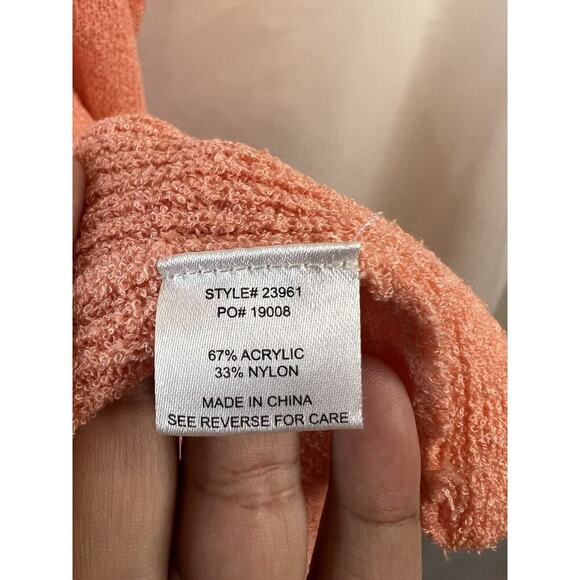 STYLE# 23961
PO# 19008
67% ACRYLIC
33% NYLON
MADE IN CHINA
SEE REVERSE FOR CARE